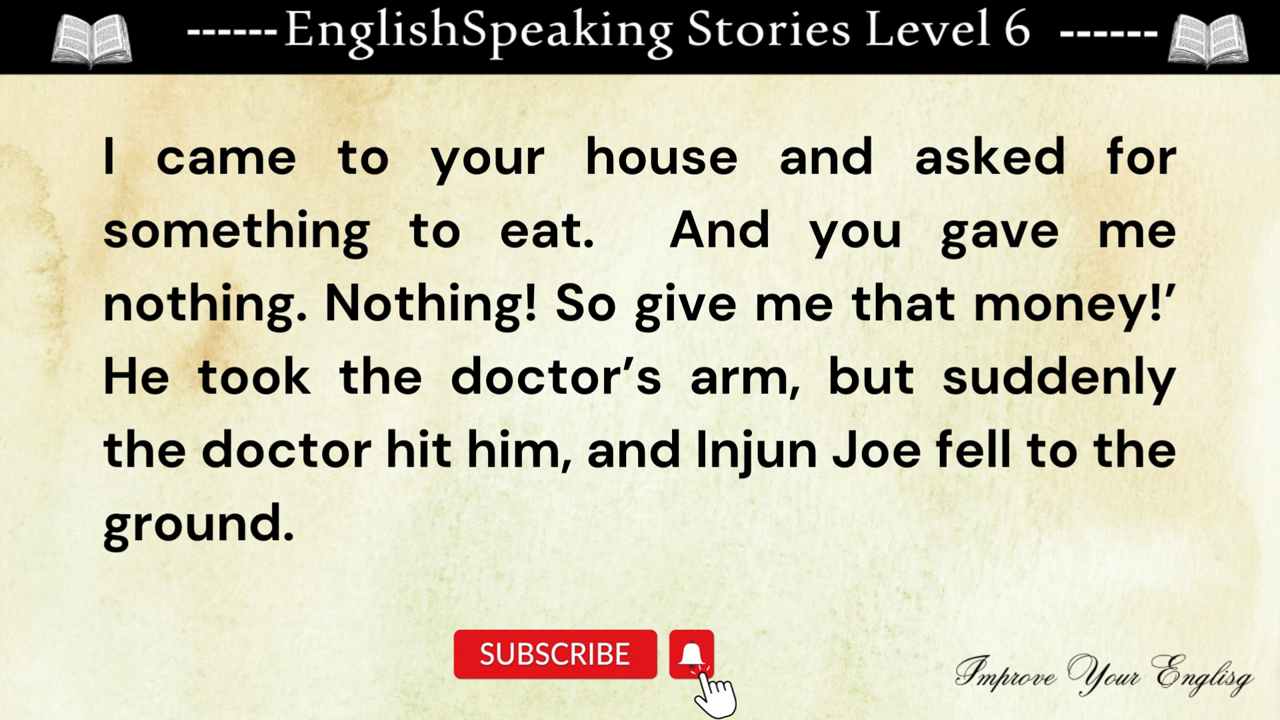 ------EnglishSpeaking Stories Level 6 ------
I came to your house and asked for
something to eat. And you gave me
nothing. Nothing! So give me that money!’
He took the doctor’s arm, but suddenly
the doctor hit him, and Injun Joe fell to the
ground.
SUBSCRIBE
Improve Your Englisg